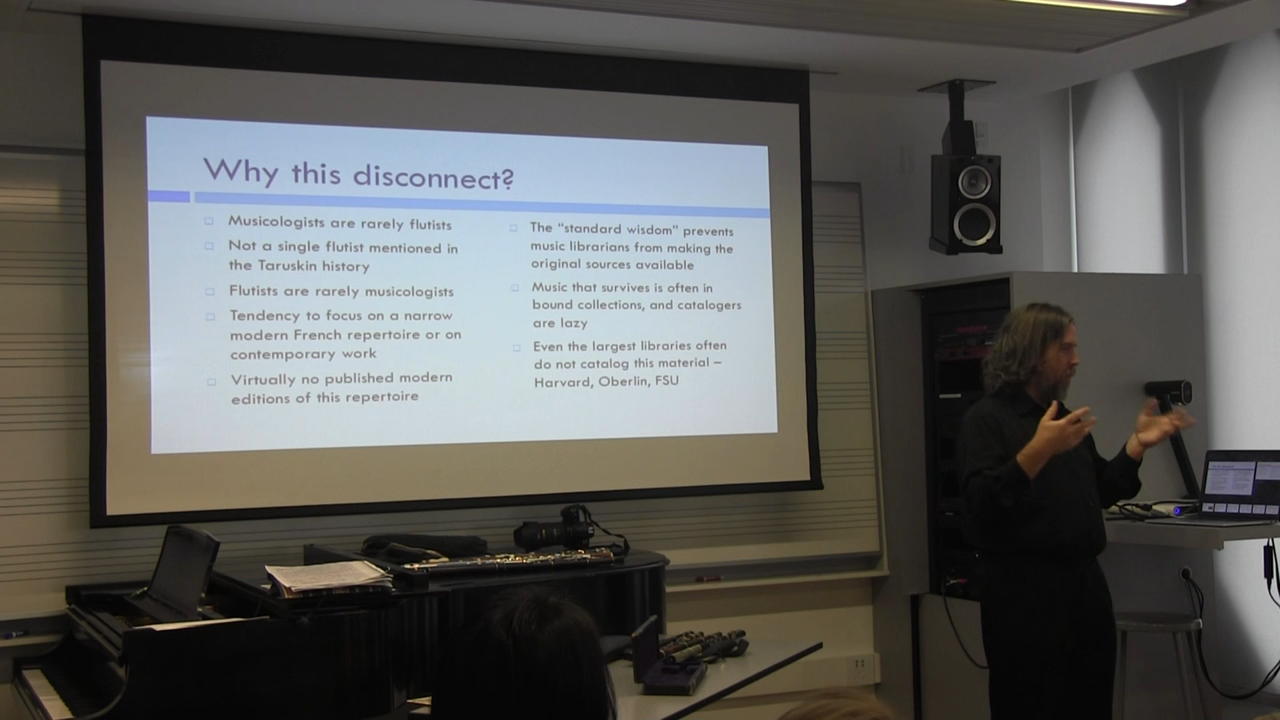 Why this disconnect?
Musicologists are rarely flutists
Not a single flutist mentioned in
the Taruskin history
Flutists are rarely musicologists
Tendency to focus on a narrow
modern French repertoire or on
contemporary work
Virtually no published modern
editions of this repertoire
The “standard wisdom” prevents
music librarians from making the
original sources available
Music that survives is often in
bound collections, and catalogers
are lazy
Even the largest libraries often
do not catalog this material –
Harvard, Oberlin, FSU